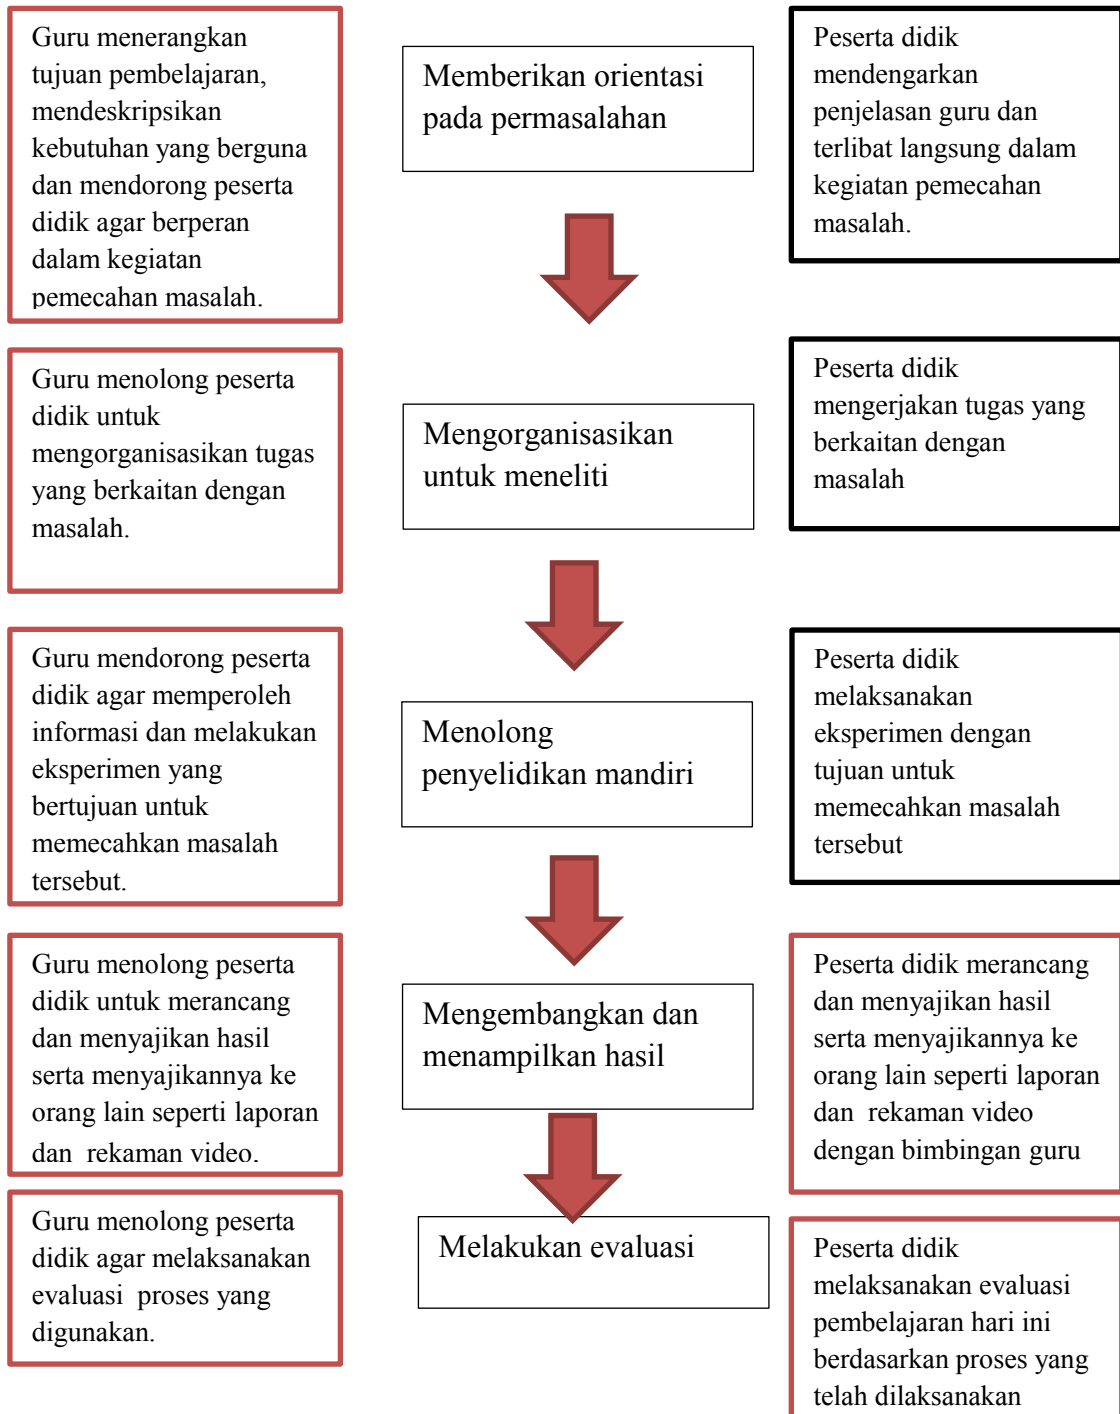 Guru menerangkan
tujuan pembelajaran,
mendeskripsikan
kebutuhan yang berguna
dan mendorong peserta
didik agar berperan
dalam kegiatan
pemecahan masalah.
Memberikan orientasi
pada permasalahan
Peserta didik
mendengarkan
penjelasan guru dan
terlibat langsung dalam
kegiatan pemecahan
masalah.
Guru menolong peserta
didik untuk
mengorganisasikan tugas
yang berkaitan dengan
masalah.
Mengorganisasikan
untuk meneliti
Peserta didik
mengerjakan tugas yang
berkaitan dengan
masalah
Guru mendorong peserta
didik agar memperoleh
informasi dan melakukan
eksperimen yang
bertujuan untuk
memecahkan masalah
tersebut.
Menolong
penyelidikan mandiri
Peserta didik
melaksanakan
eksperimen dengan
tujuan untuk
memecahkan masalah
tersebut
Guru menolong peserta
didik untuk merancang
dan menyajikan hasil
serta menyajikannya ke
orang lain seperti laporan
dan rekaman video.
Mengembangkan dan
menampilkan hasil
Peserta didik merancang
dan menyajikan hasil
serta menyajikannya ke
orang lain seperti laporan
dan rekaman video
dengan bimbingan guru
Guru menolong peserta
didik agar melaksanakan
evaluasi proses yang
digunakan.
Melakukan evaluasi
Peserta didik
melaksanakan evaluasi
pembelajaran hari ini
berdasarkan proses yang
telah dilaksanakan